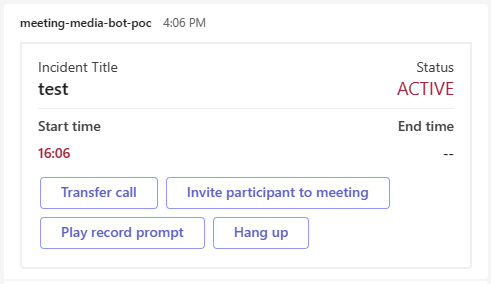 meeting-media-bot-poc 4:06 PM
Incident Title Status
test ACTIVE
Start time End time
16:06 --
Transfer call Invite participant to meeting
Play record prompt Hang up